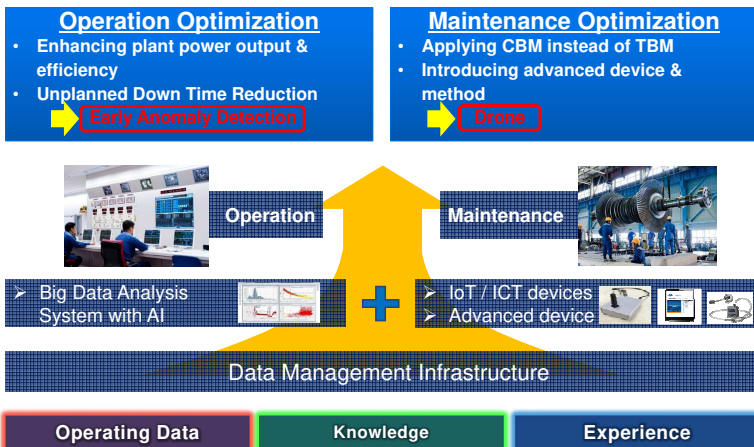 Operation Optimization
• Enhancing plant power output &
efficiency
• Unplanned Down Time Reduction
Early Anomaly Detection
Maintenance Optimization
• Applying CBM instead of TBM
• Introducing advanced device &
method
Drone
Operation
Maintenance
➢ Big Data Analysis
System with AI
➢ IoT / ICT devices
➢ Advanced device
Data Management Infrastructure
Operating Data
Knowledge
Experience